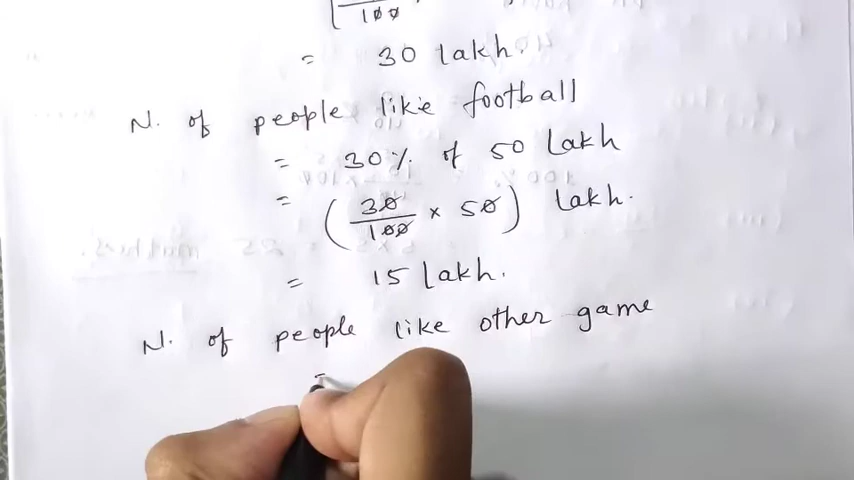 100
= 30 lakh.
N. of people like football
= 30% of 50 lakh
= (30/100 × 50) lakh.
= 15 lakh.
N. of people like other game
=